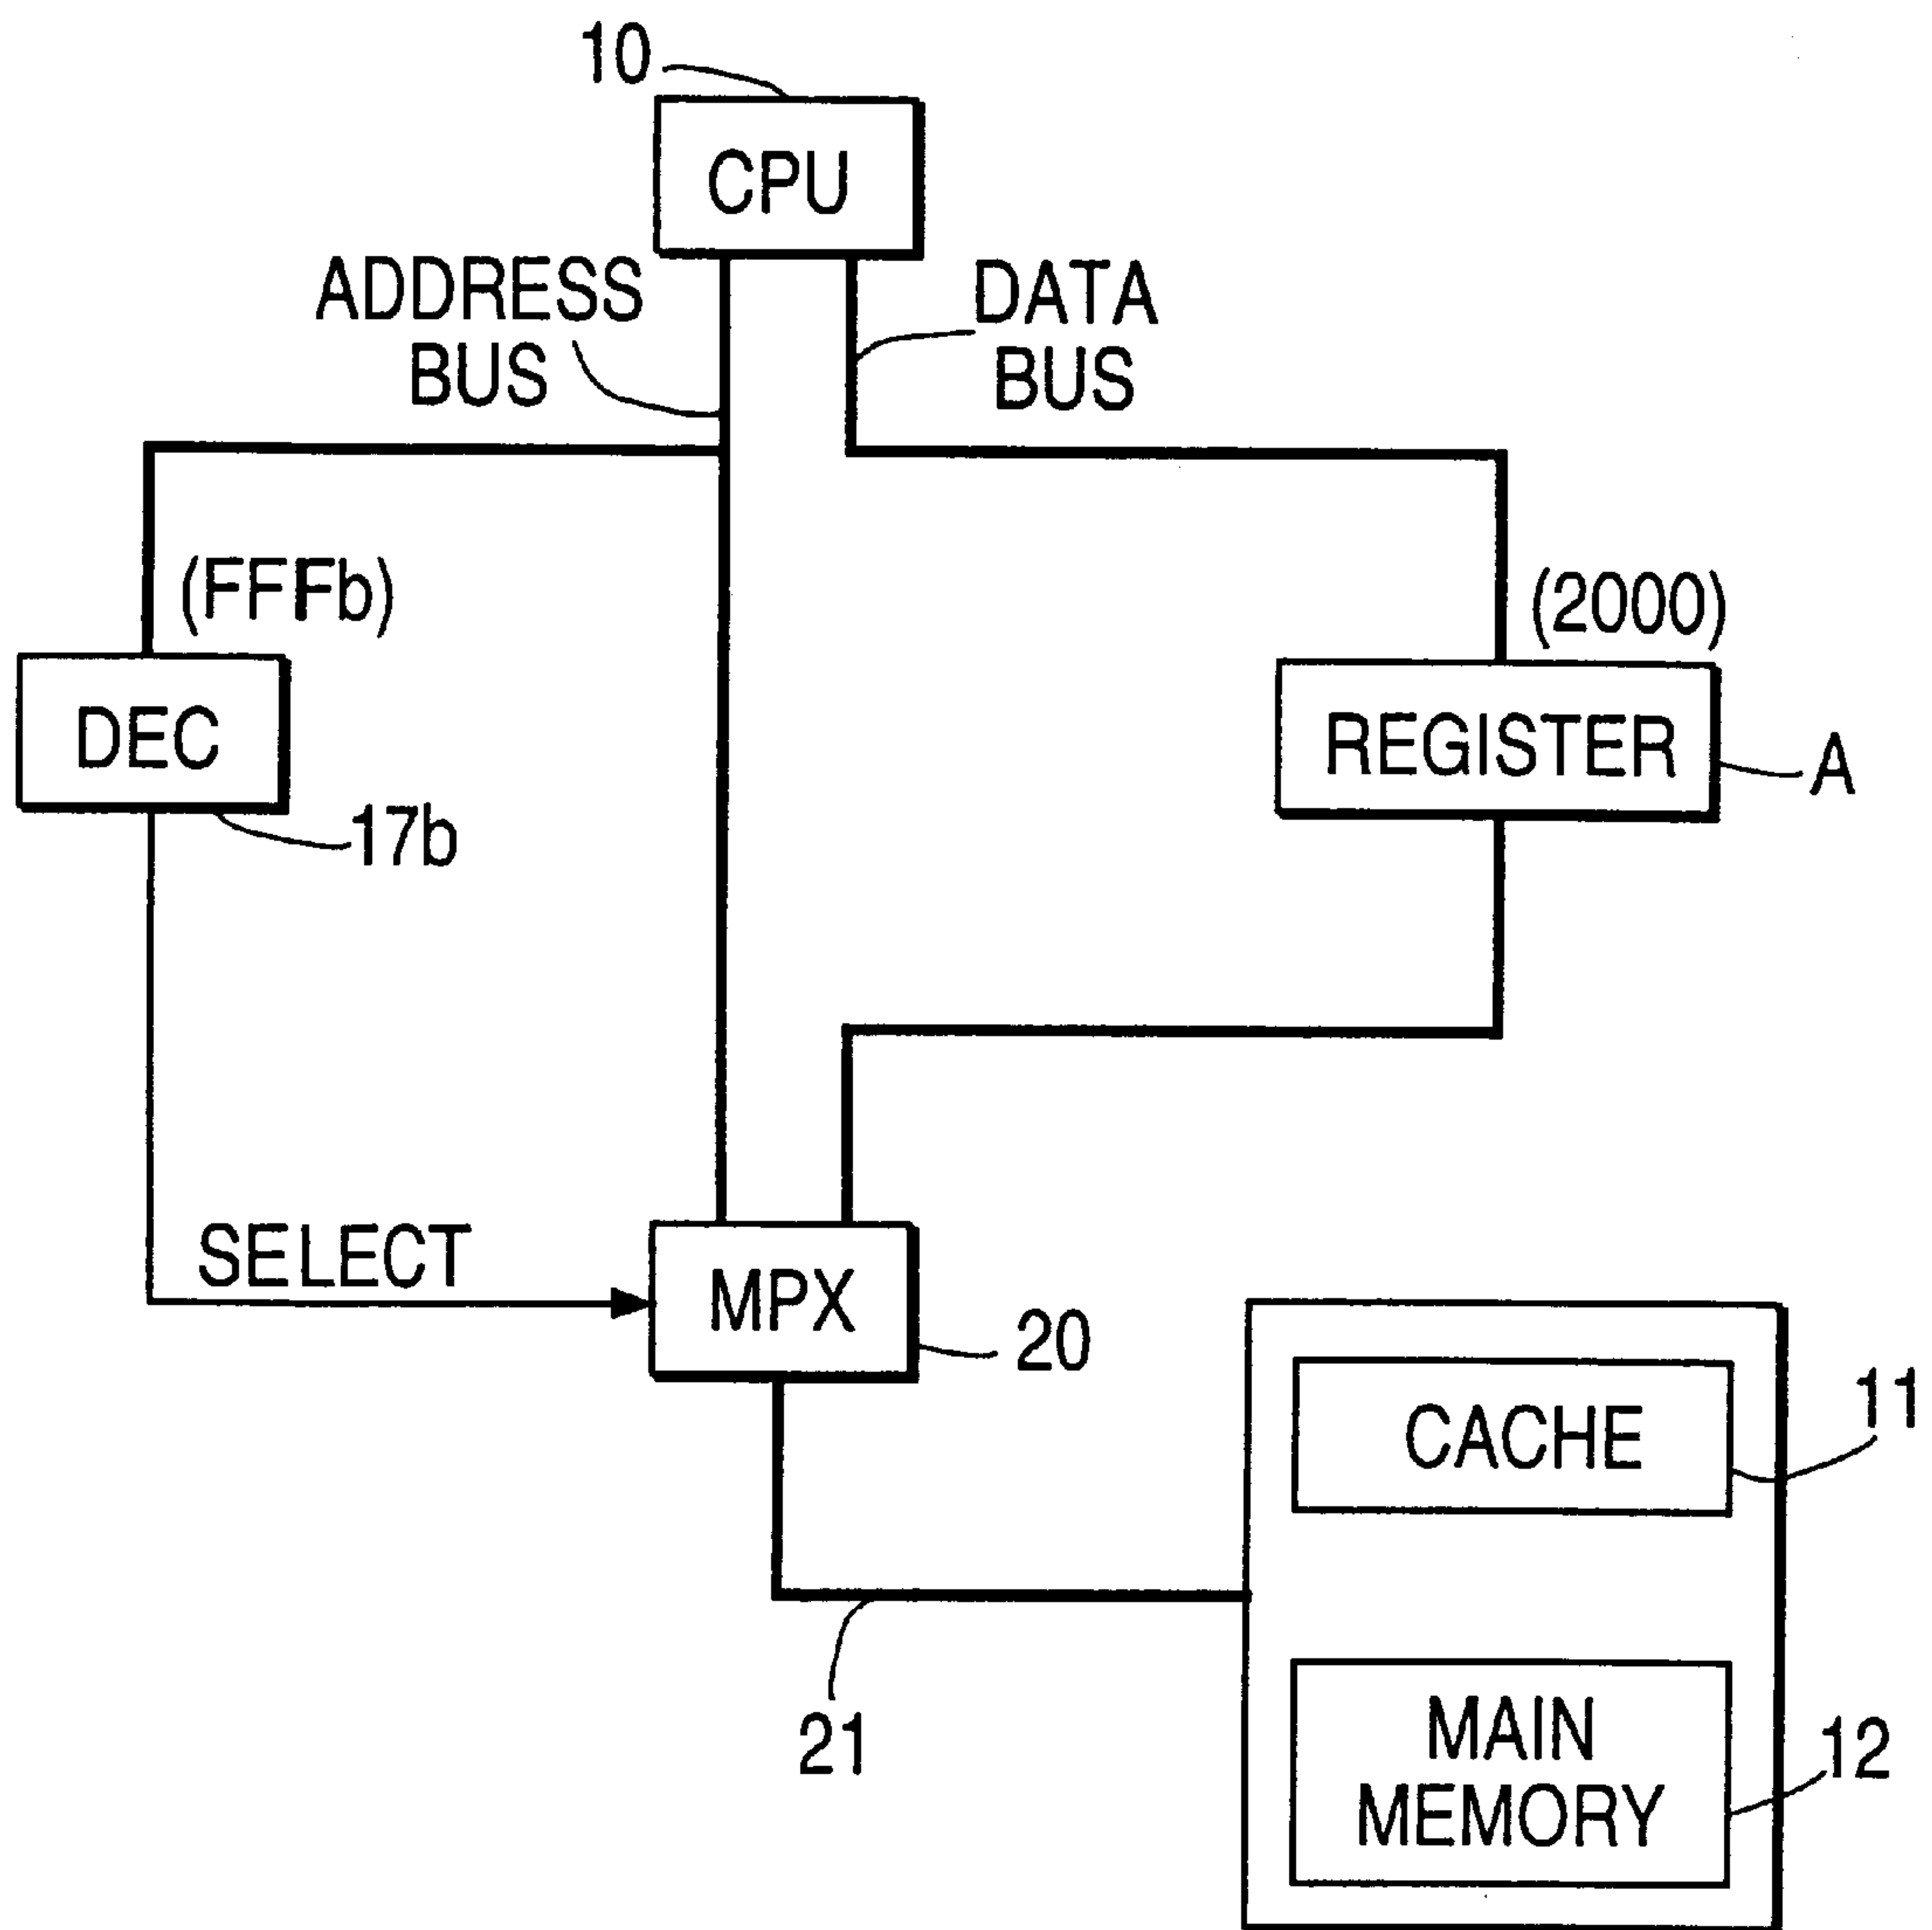 10
CPU
ADDRESS
BUS
DATA
BUS
(FFFb)
(2000)
DEC
REGISTER
A
17b
SELECT
MPX
20
CACHE
11
21
MAIN
MEMORY
12